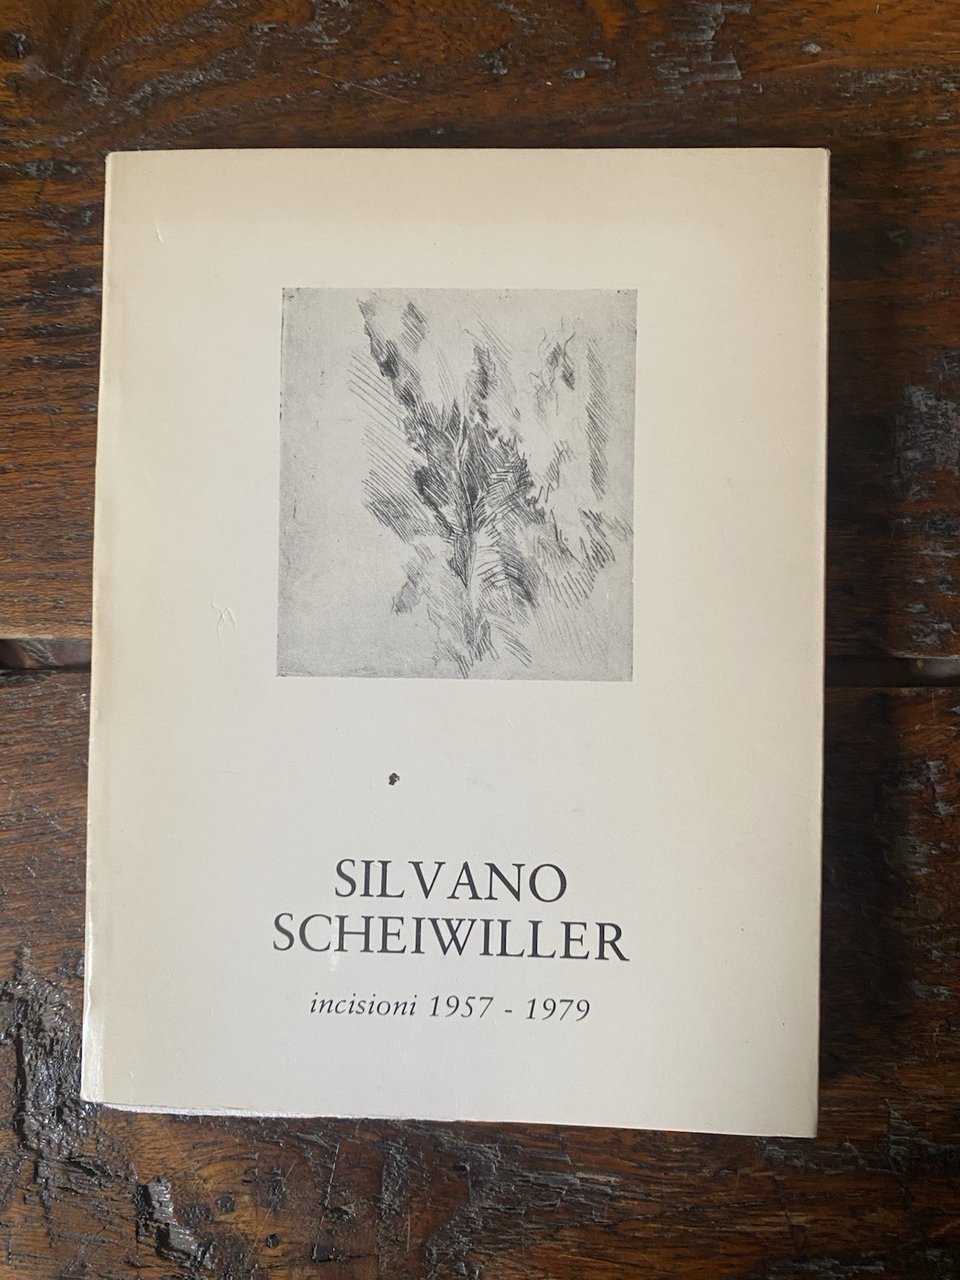 SILVANO
SCHEIWILLER
incisioni 1957 - 1979